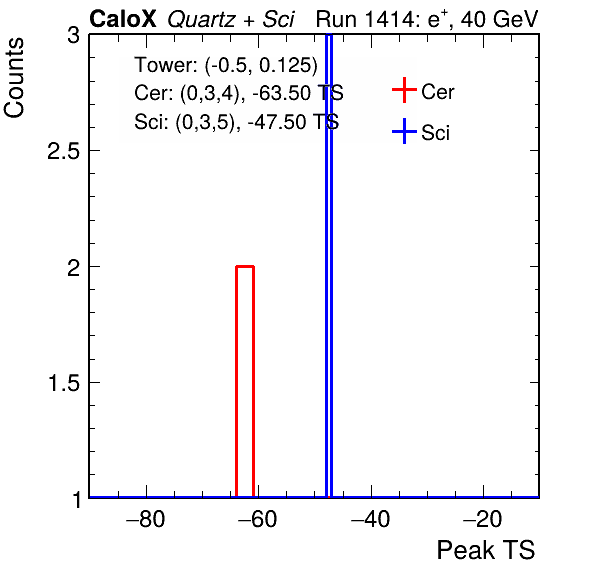 CaloX Quartz + Sci Run 1414: e⁺, 40 GeV
Counts
3
2.5
2
1.5
1
Tower: (-0.5, 0.125)
Cer: (0,3,4), -63.50 TS
Sci: (0,3,5), -47.50 TS
Cer
Sci
−80 −60 −40 −20
Peak TS